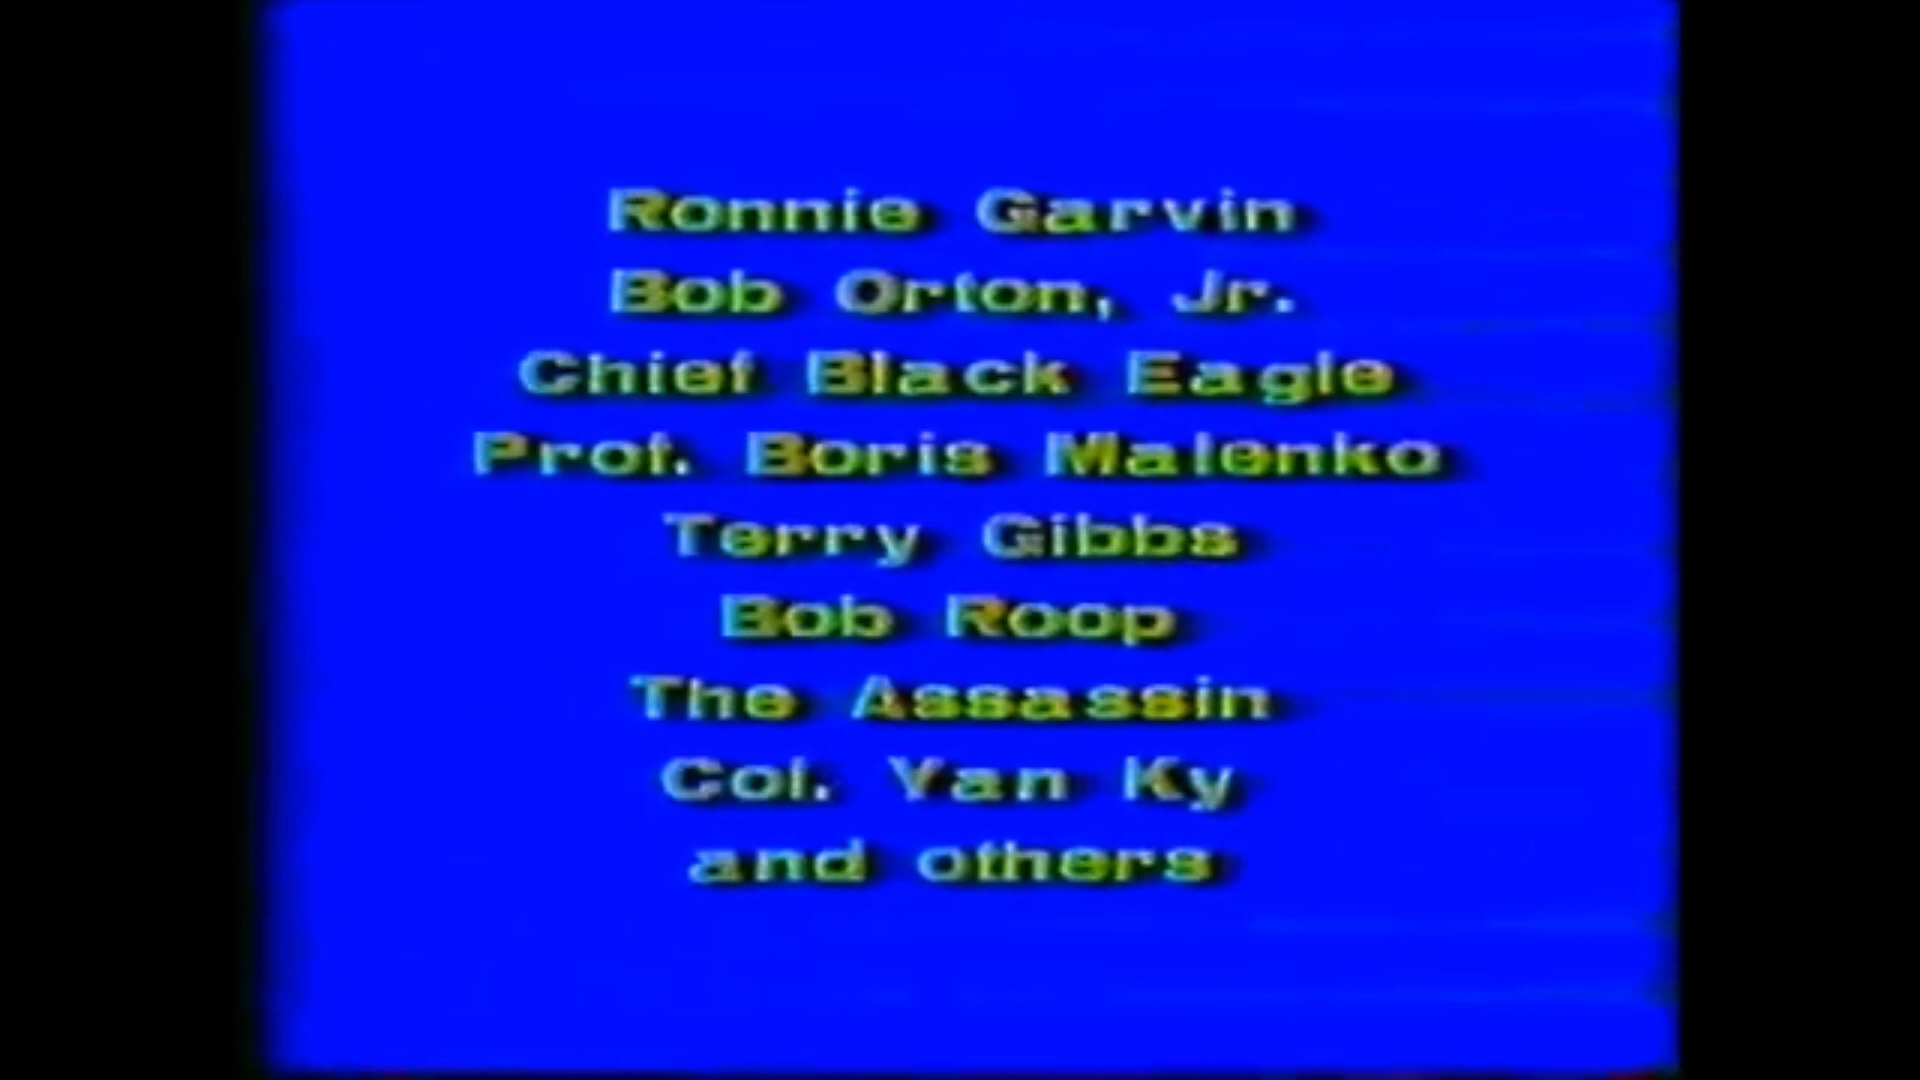 Ronnie Garvin
Bob Orton, Jr.
Chief Black Eagle
Prof. Boris Malenko
Terry Gibbs
Bob Roop
The Assassin
Col. Yan Ky
and others